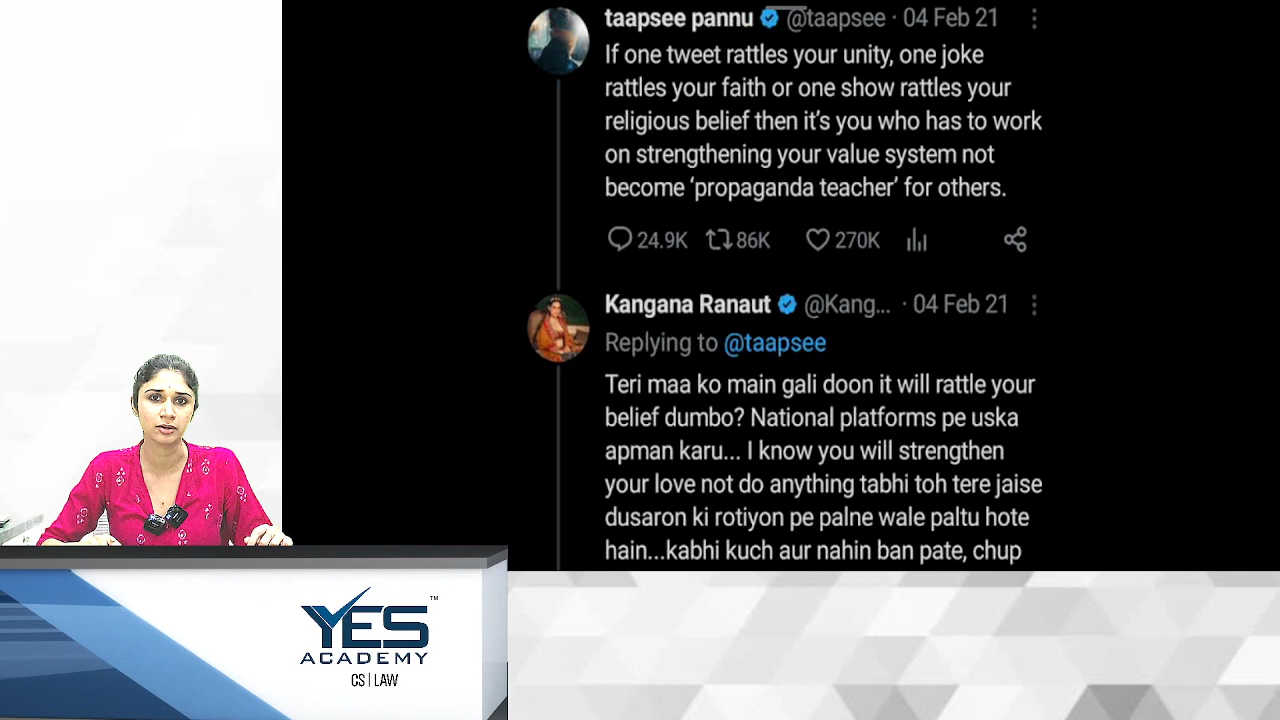 taapsee pannu @taapsee · 04 Feb 21
If one tweet rattles your unity, one joke
rattles your faith or one show rattles your
religious belief then it's you who has to work
on strengthening your value system not
become ‘propaganda teacher’ for others.
24.9K 86K 270K
Kangana Ranaut @Kang... · 04 Feb 21
Replying to @taapsee
Teri maa ko main gali doon it will rattle your
belief dumbo? National platforms pe uska
apman karu... I know you will strengthen
your love not do anything tabhi toh tere jaise
dusaron ki rotiyon pe palne wale paltu hote
hain...kabhi kuch aur nahin ban pate, chup
YES™
ACADEMY
CS | LAW